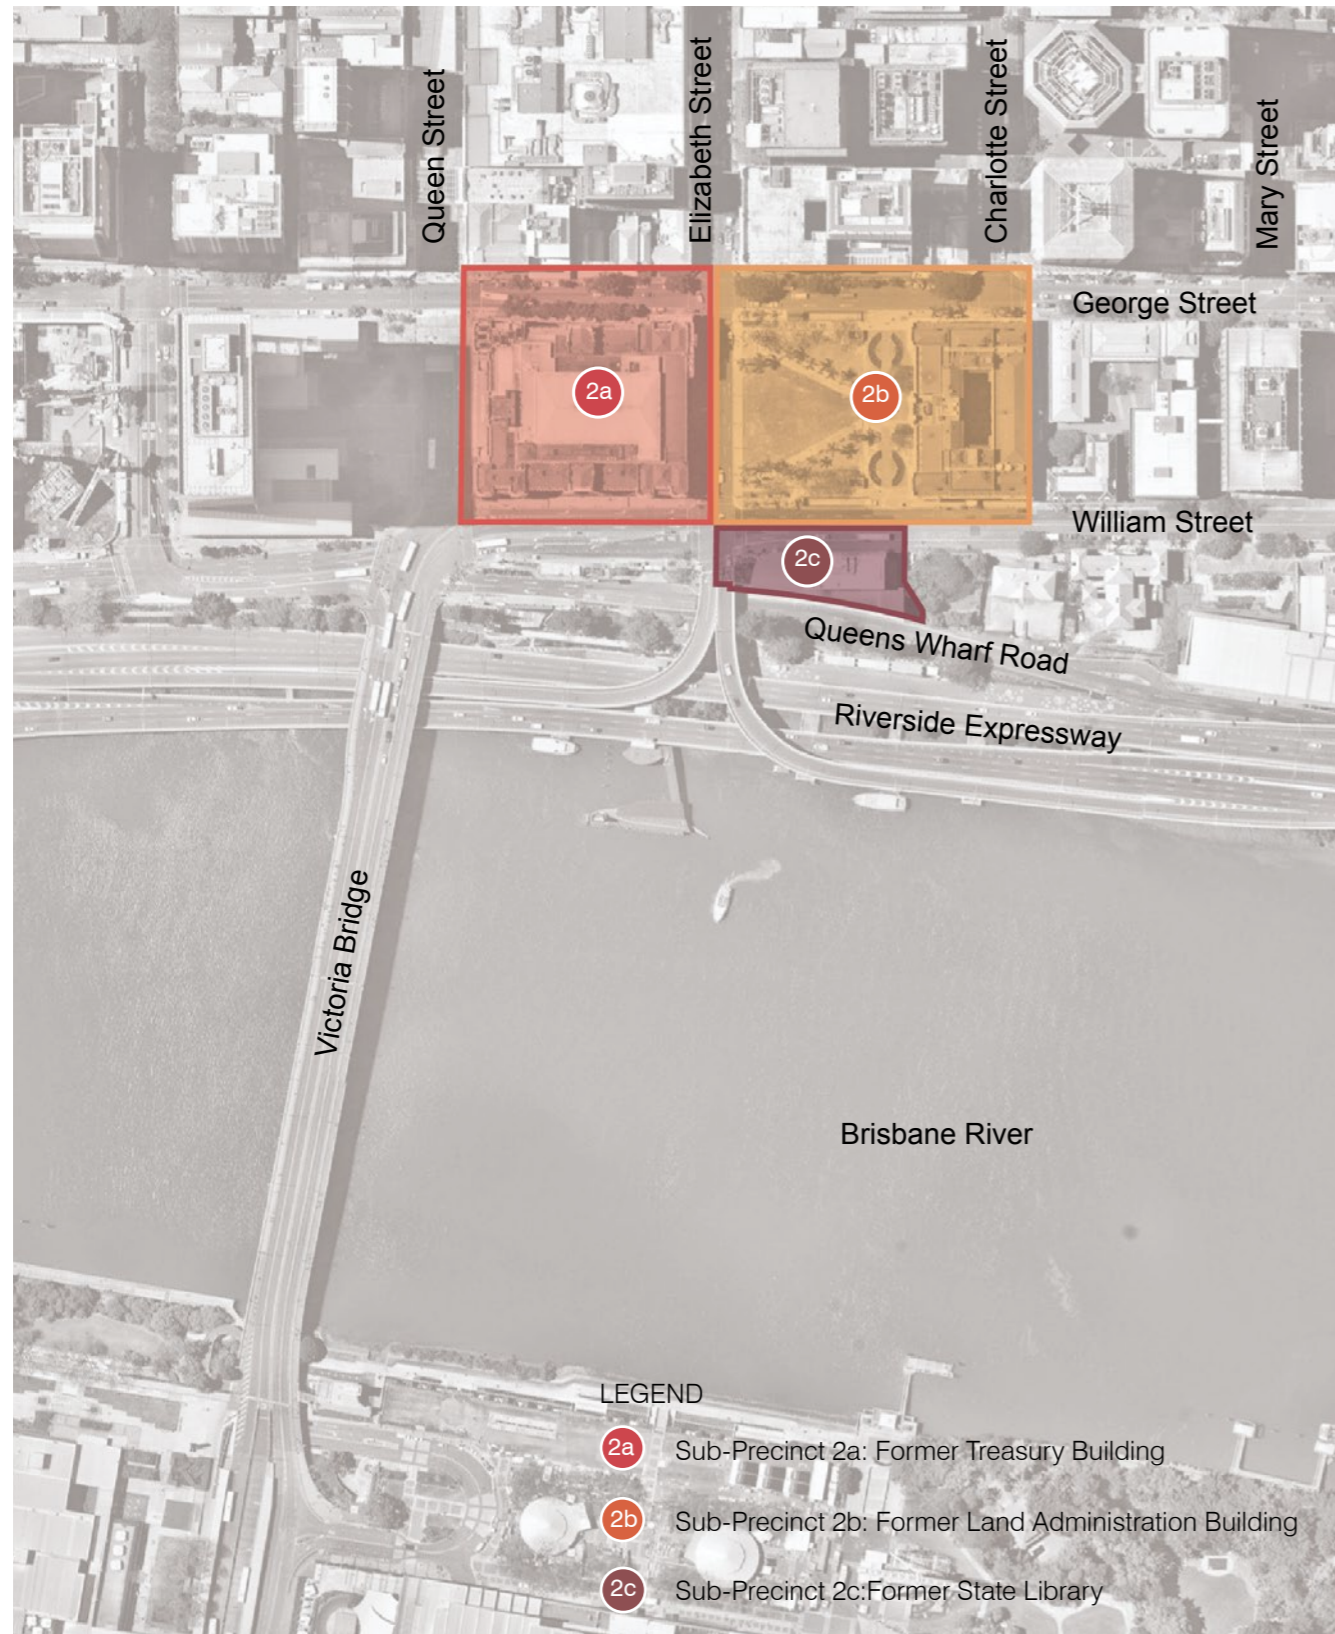 Queen Street
Elizabeth Street
Charlotte Street
Mary Street
George Street
2a
2b
William Street
2c
Queens Wharf Road
Riverside Expressway
Victoria Bridge
Brisbane River
LEGEND
2a Sub-Precinct 2a: Former Treasury Building
2b Sub-Precinct 2b: Former Land Administration Building
2c Sub-Precinct 2c:Former State Library